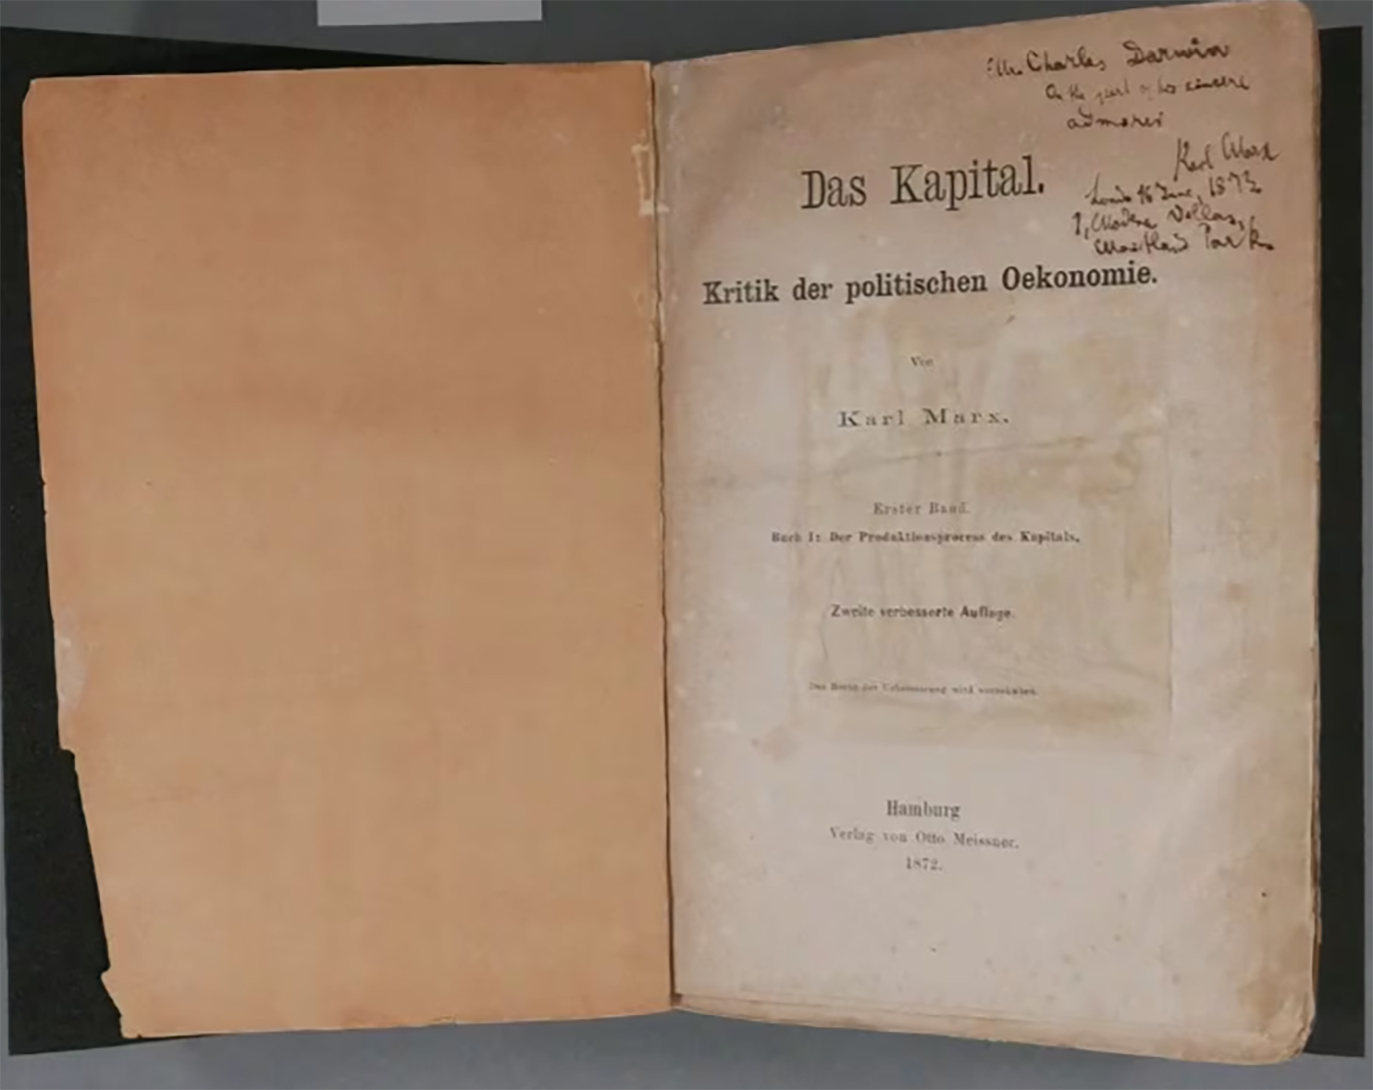 Mr. Charles Darwin
On the part of his sincere
admirer
Karl Marx
London 16 June, 1873
1, Modena Villas,
Maitland Park
Das Kapital.
Kritik der politischen Oekonomie.
Von
Karl Marx.
Erster Band.
Buch I: Der Produktionsprocess des Kapitals.
Zweite verbesserte Auflage.
Das Recht der Uebersetzung wird vorbehalten.
Hamburg
Verlag von Otto Meissner.
1872.